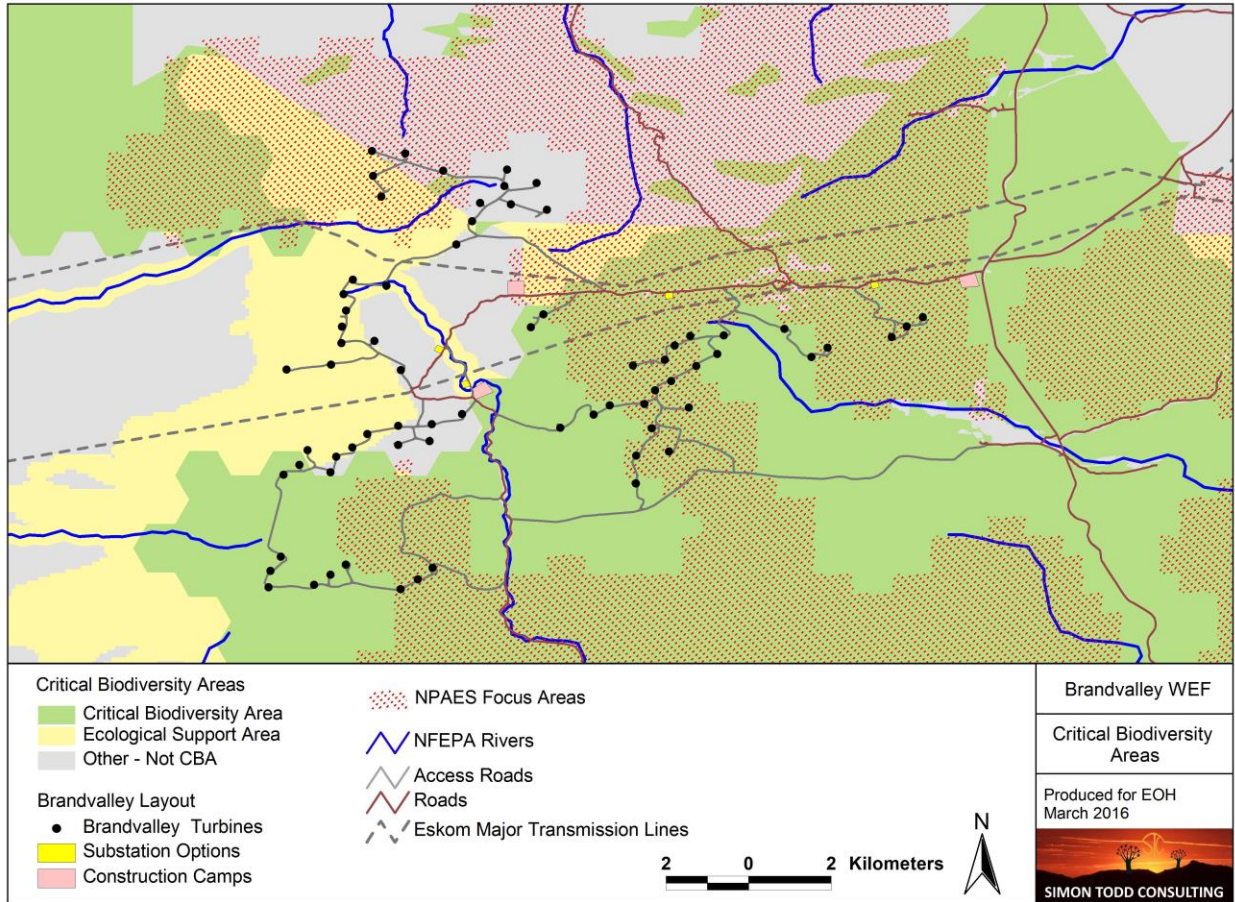 Critical Biodiversity Areas
Critical Biodiversity Area
Ecological Support Area
Other - Not CBA
Brandvalley Layout
Brandvalley Turbines
Substation Options
Construction Camps
NPAES Focus Areas
NFEPA Rivers
Access Roads
Roads
Eskom Major Transmission Lines
2 0 2 Kilometers
N
Brandvalley WEF
Critical Biodiversity
Areas
Produced for EOH
March 2016
SIMON TODD CONSULTING